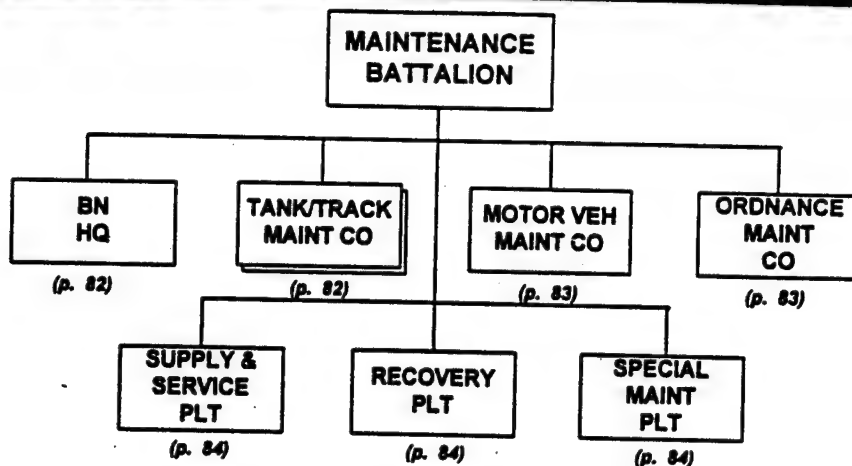 MAINTENANCE
BATTALION
BN
HQ
(p. 82)
TANK/TRACK
MAINT CO
(p. 82)
MOTOR VEH
MAINT CO
(p. 83)
ORDNANCE
MAINT
CO
(p. 83)
SUPPLY &
SERVICE
PLT
(p. 84)
RECOVERY
PLT
(p. 84)
SPECIAL
MAINT
PLT
(p. 84)